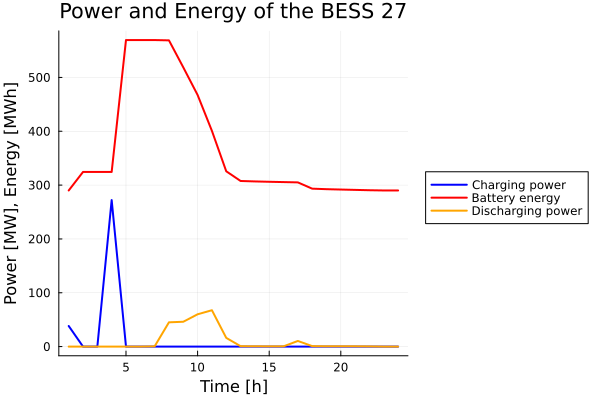 Power and Energy of the BESS 27
Power [MW], Energy [MWh]
500
400
300
200
100
0
5
10
15
20
Time [h]
Charging power
Battery energy
Discharging power